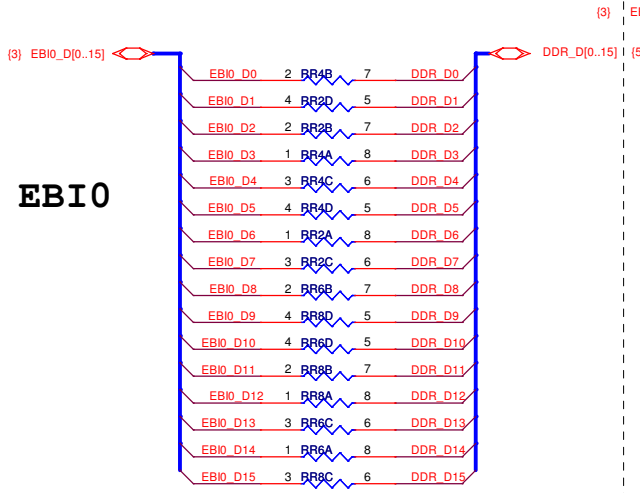 {3} EBI
{3} EBI0_D[0..15] DDR_D[0..15] {5
EBI0_D0 2 RR4B 7 DDR_D0
EBI0_D1 4 RR2D 5 DDR_D1
EBI0_D2 2 RR2B 7 DDR_D2
EBI0_D3 1 RR4A 8 DDR_D3
EBI0_D4 3 RR4C 6 DDR_D4
EBI0
EBI0_D5 4 RR4D 5 DDR_D5
EBI0_D6 1 RR2A 8 DDR_D6
EBI0_D7 3 RR2C 6 DDR_D7
EBI0_D8 2 RR6B 7 DDR_D8
EBI0_D9 4 RR8D 5 DDR_D9
EBI0_D10 4 RR6D 5 DDR_D10
EBI0_D11 2 RR8B 7 DDR_D11
EBI0_D12 1 RR8A 8 DDR_D12
EBI0_D13 3 RR6C 6 DDR_D13
EBI0_D14 1 RR6A 8 DDR_D14
EBI0_D15 3 RR8C 6 DDR_D15